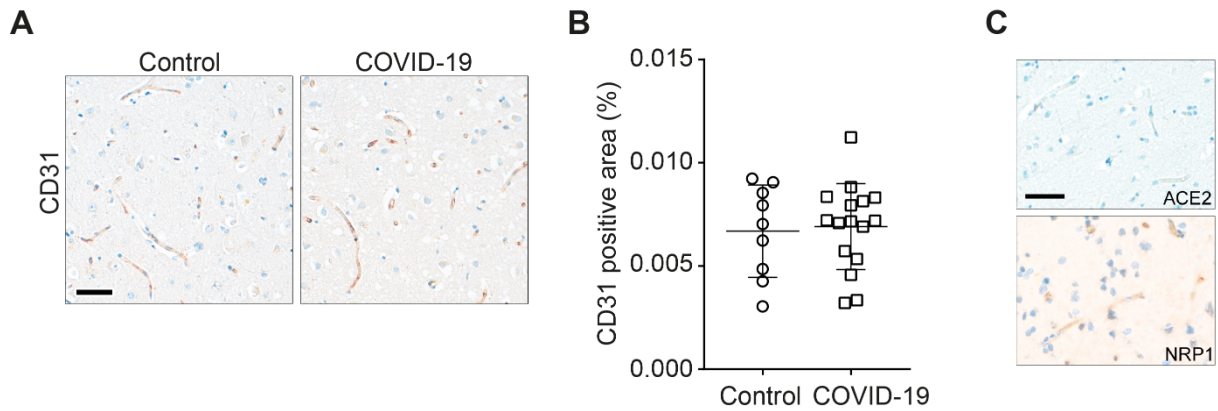 A
Control
COVID-19
CD31
B
CD31 positive area (%)
0.015
0.010
0.005
0.000
Control
COVID-19
C
ACE2
NRP1